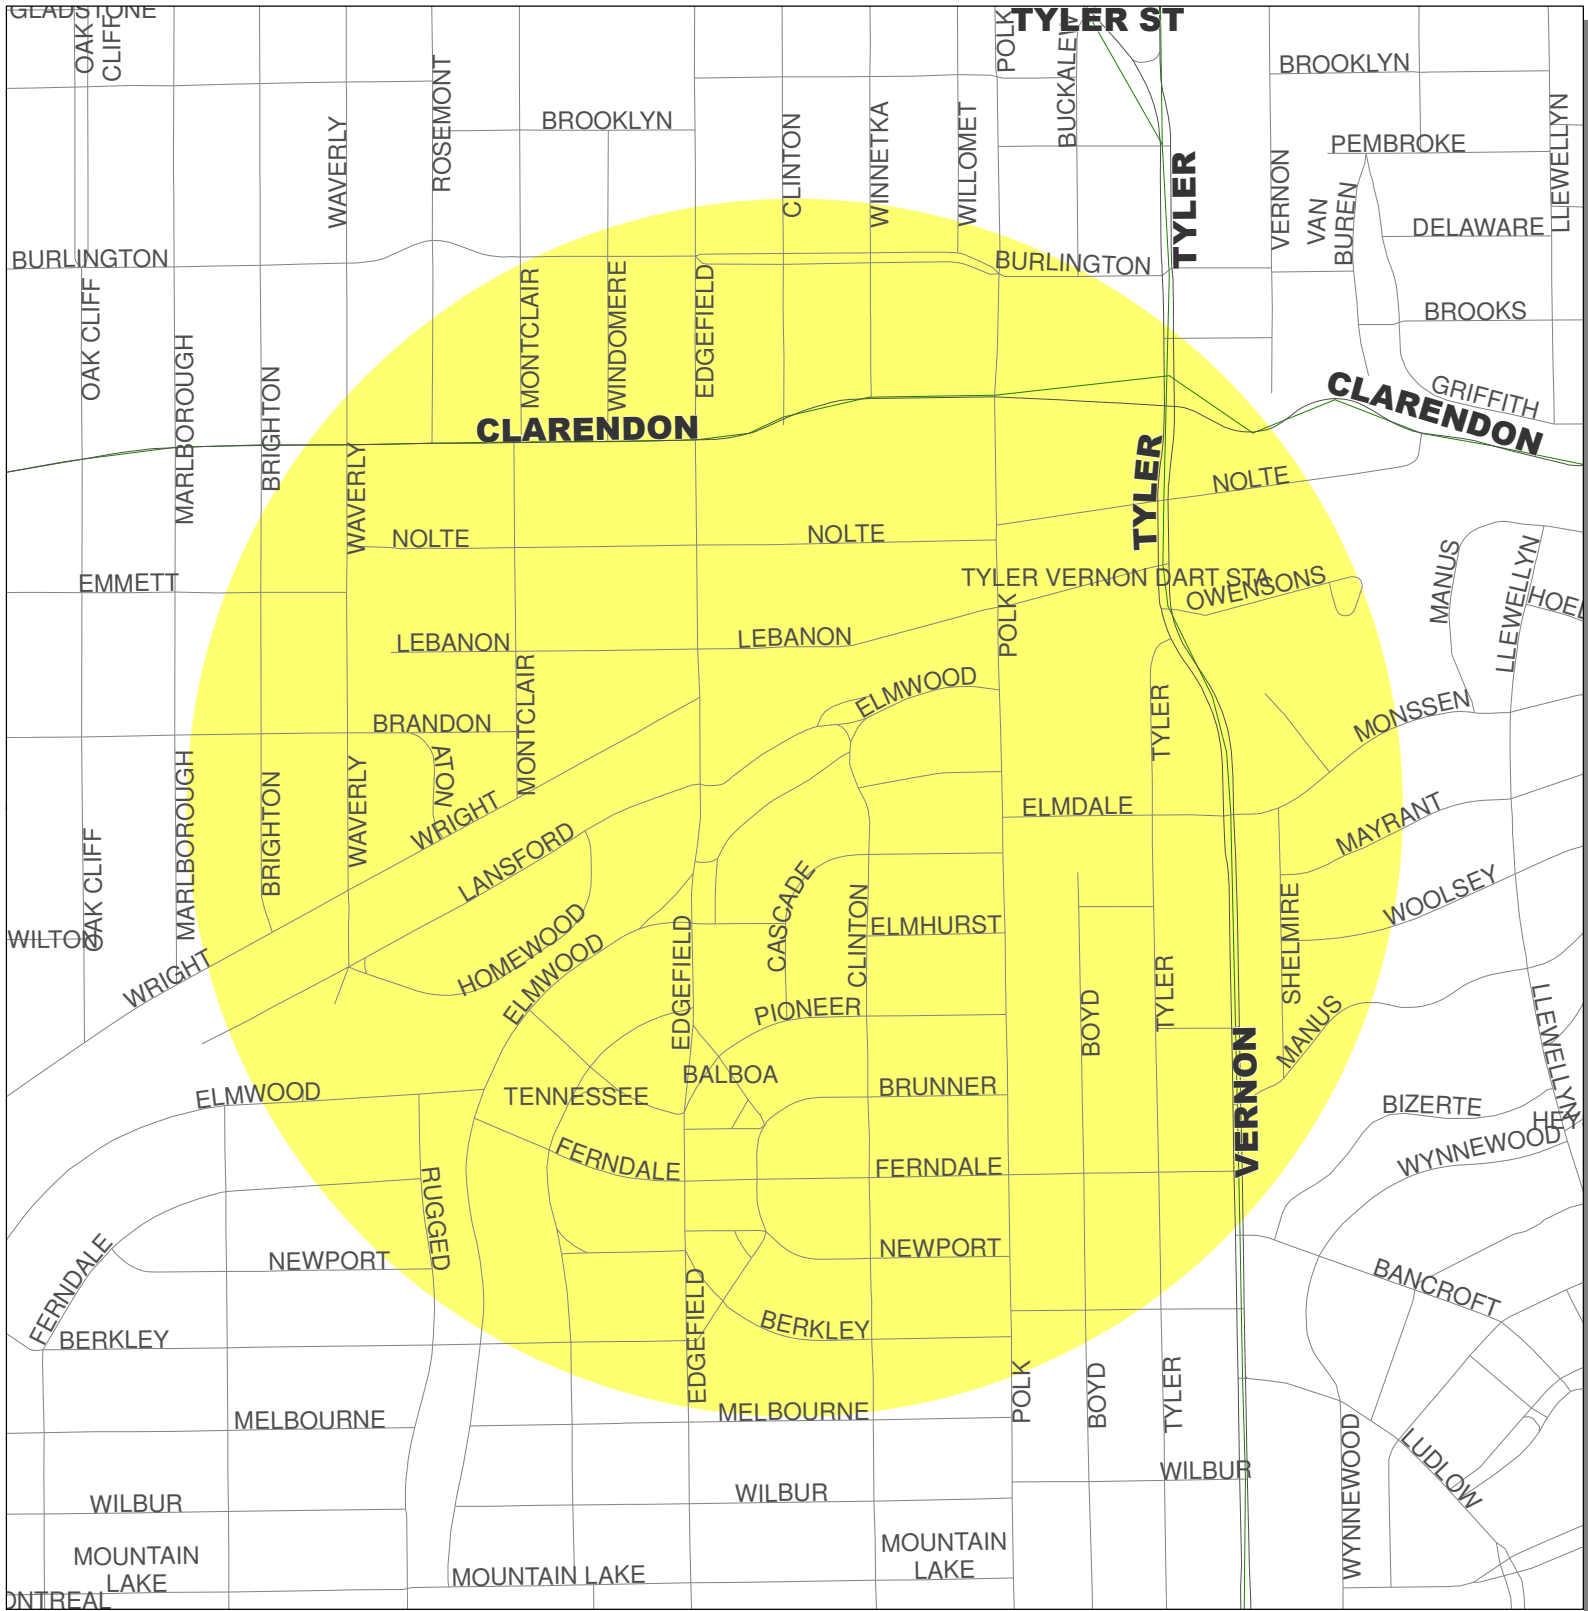 GLADSTONE
OAK
CLIFF
ROSEMONT
POLK
TYLER ST
BUCKALEW
BROOKLYN
LLEWELLYN
WAVERLY
BROOKLYN
CLINTON
WINNETKA
WILLOMET
TYLER
VERNON
VAN
BUREN
PEMBROKE
DELAWARE
BURLINGTON
BURLINGTON
OAK CLIFF
MARLBOROUGH
BRIGHTON
MONTCLAIR
WINDOMERE
EDGEFIELD
BROOKS
GRIFFITH
CLARENDON
CLARENDON
WAVERLY
TYLER
NOLTE
NOLTE
NOLTE
EMMETT
TYLER VERNON DART STA
OWENSONS
MANUS
LLEWELLYN
LEBANON
LEBANON
POLK
MONTCLAIR
ELMWOOD
TYLER
MONSSEN
BRANDON
ATON
MARLBOROUGH
BRIGHTON
WAVERLY
WRIGHT
LANSFORD
ELMDALE
MAYRANT
OAK CLIFF
WILTON
WRIGHT
HOMEWOOD
ELMWOOD
EDGEFIELD
CASCADE
CLINTON
ELMHURST
WOOLSEY
SHELMIRE
TYLER
BOYD
PIONEER
MANUS
LLEWELLYN
VERNON
ELMWOOD
TENNESSEE
BALBOA
BRUNNER
BIZERTE
HEY
WYNNEWOOD
FERNDALE
FERNDALE
RUGGED
FERNDALE
NEWPORT
NEWPORT
BANCROFT
EDGEFIELD
BERKLEY
BERKLEY
POLK
BOYD
TYLER
MELBOURNE
MELBOURNE
WYNNEWOOD
LUDLOW
WILBUR
WILBUR
WILBUR
MOUNTAIN
LAKE
MOUNTAIN LAKE
MOUNTAIN
LAKE
ONTREAL